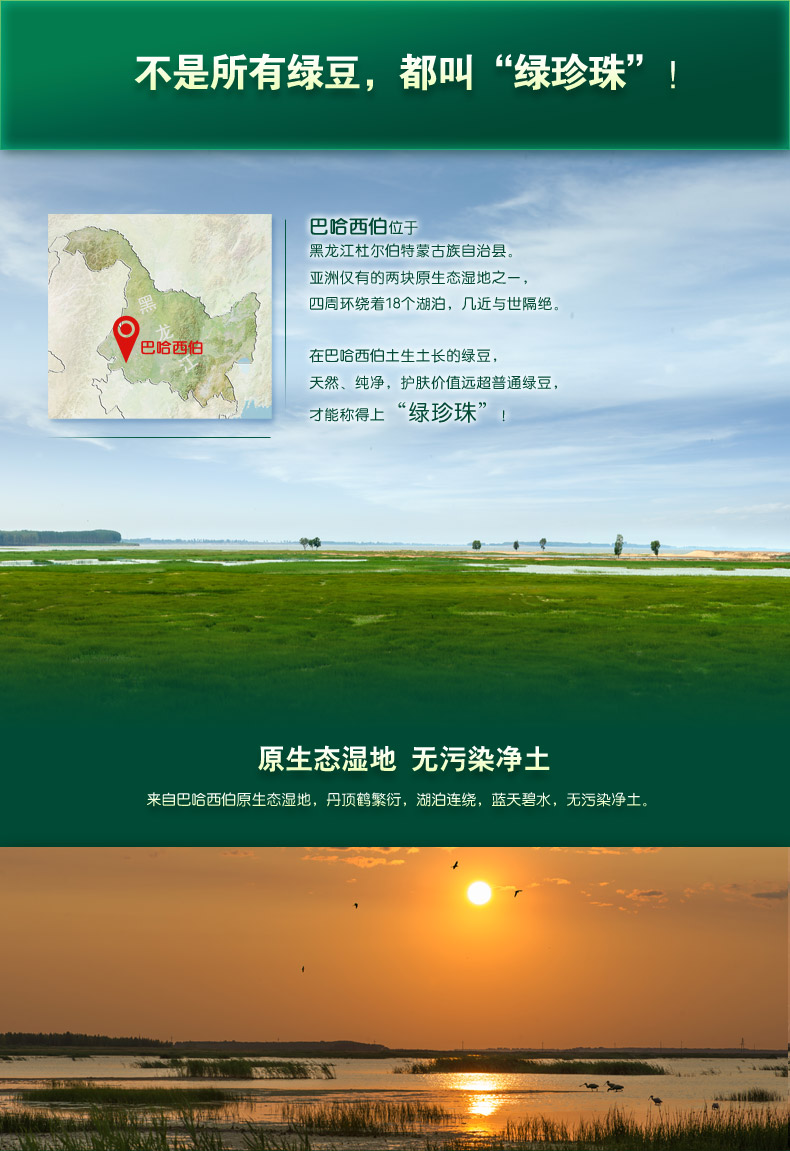 不是所有绿豆，都叫“绿珍珠”！
巴哈西伯位于
黑龙江杜尔伯特蒙古族自治县。
亚洲仅有的两块原生态湿地之一，
四周环绕着18个湖泊，几近与世隔绝。
黑龙江
巴哈西伯
在巴哈西伯土生土长的绿豆，
天然、纯净，护肤价值远超普通绿豆，
才能称得上“绿珍珠”！
原生态湿地 无污染净土
来自巴哈西伯原生态湿地，丹顶鹤繁衍，湖泊连绕，蓝天碧水，无污染净土。